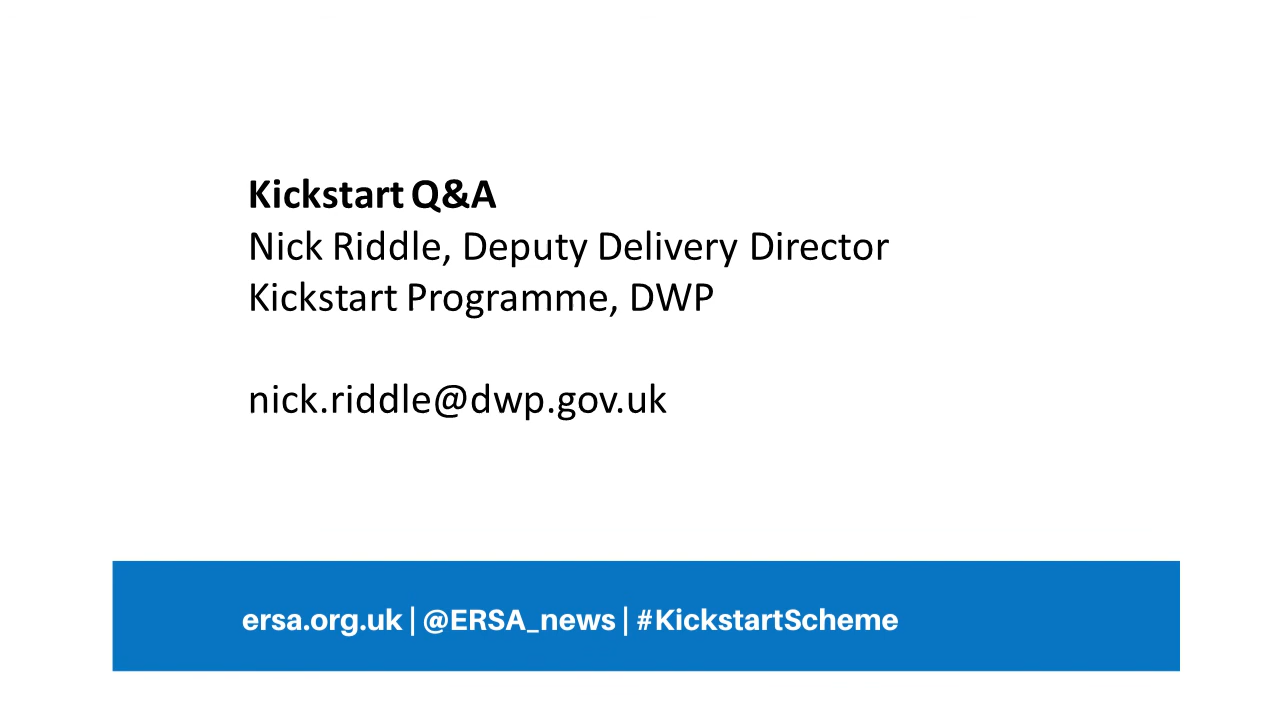 Kickstart Q&A
Nick Riddle, Deputy Delivery Director
Kickstart Programme, DWP
nick.riddle@dwp.gov.uk
ersa.org.uk | @ERSA_news | #KickstartScheme